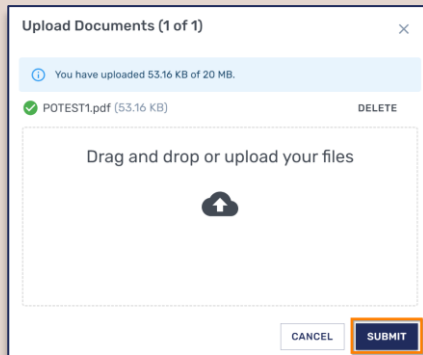 Upload Documents (1 of 1)
You have uploaded 53.16 KB of 20 MB.
POTEST1.pdf (53.16 KB) DELETE
Drag and drop or upload your files
CANCEL SUBMIT